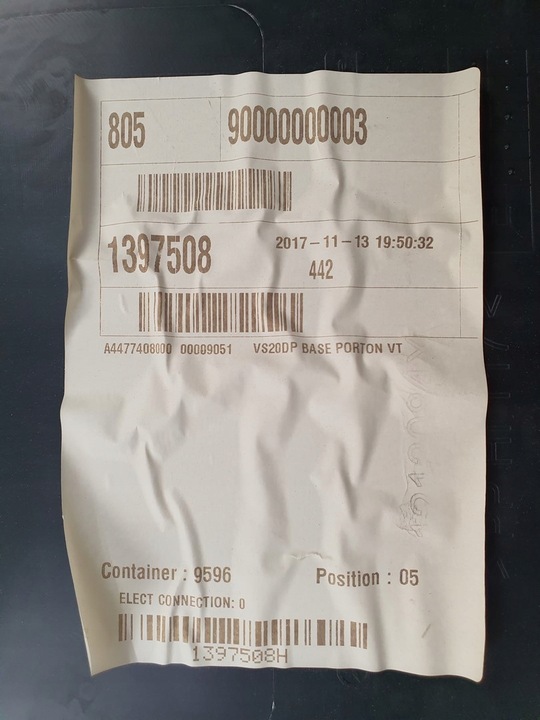 805 90000000003
1397508 2017-11-13 19:50:32
442
A4477408000 00009051 VS20DP BASE PORTON VT
Container : 9596 Position : 05
ELECT CONNECTION: 0
1397508H